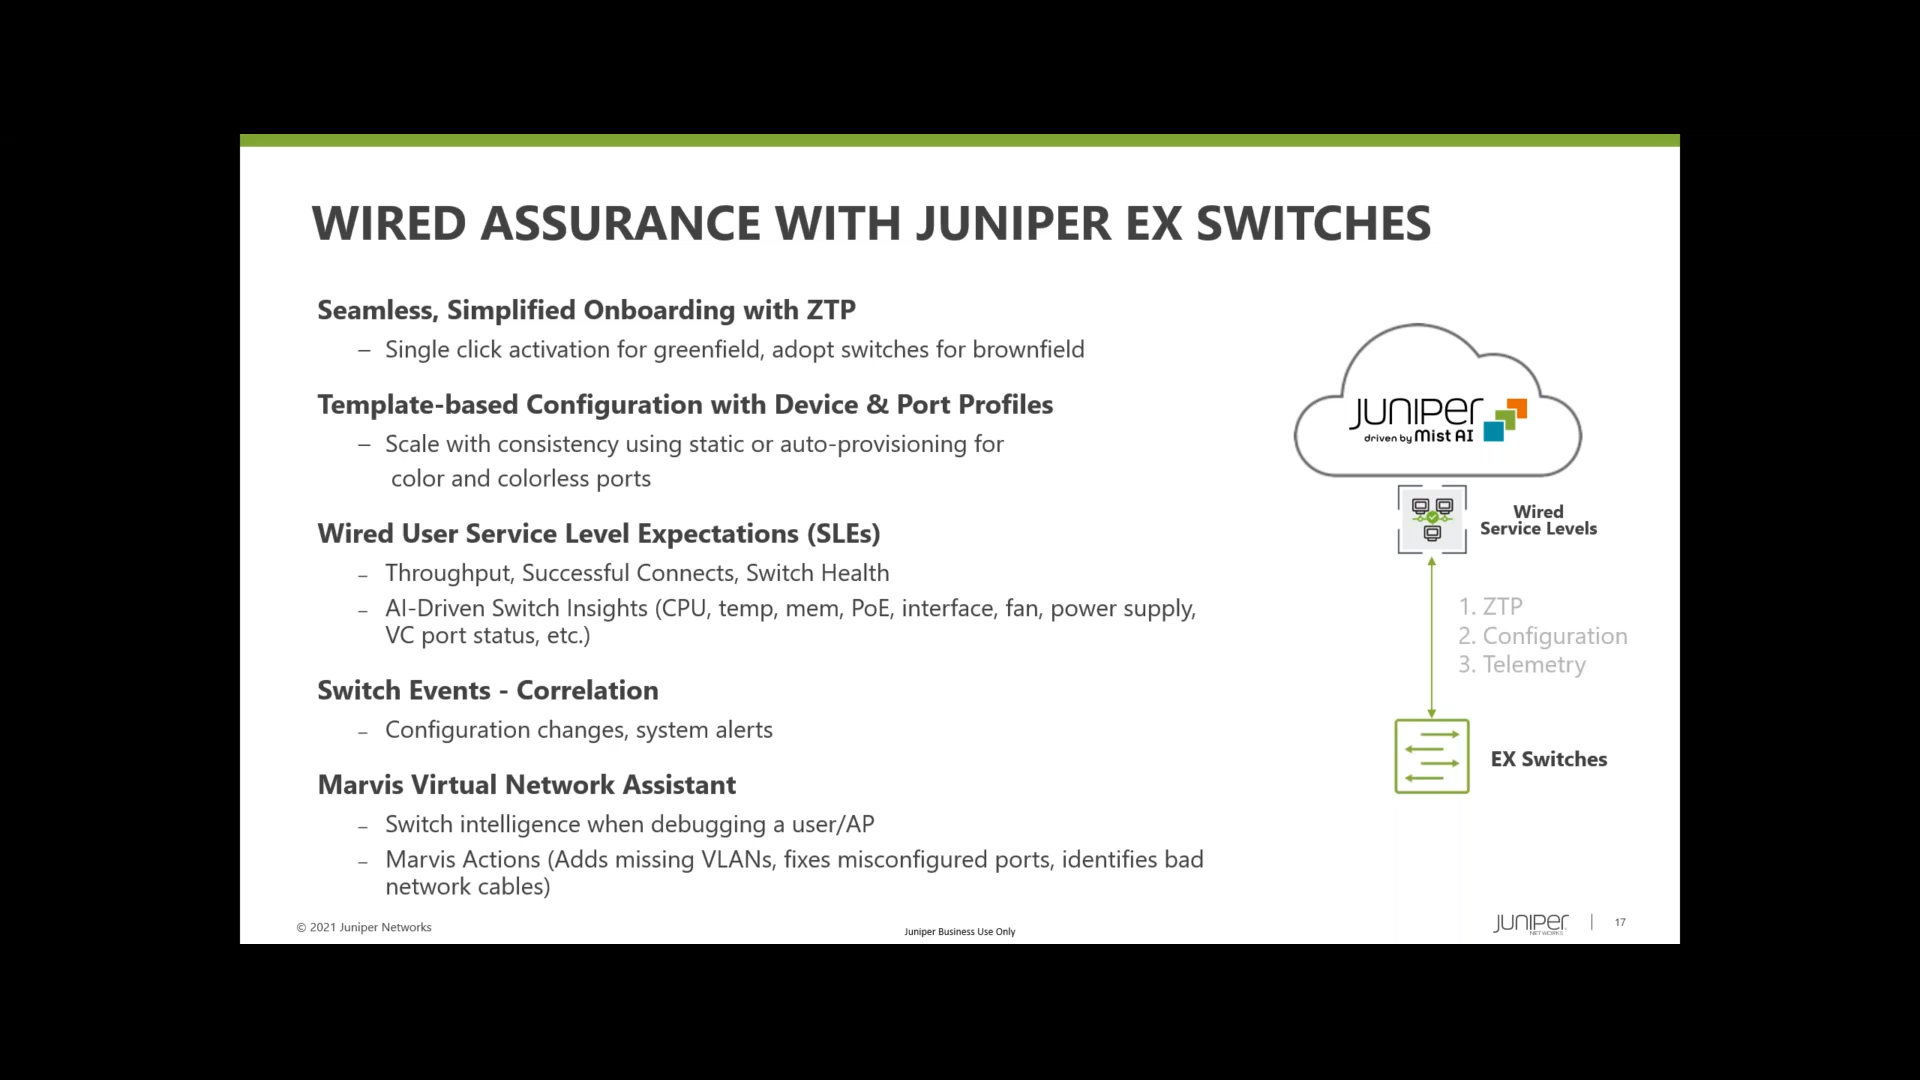 WIRED ASSURANCE WITH JUNIPER EX SWITCHES
Seamless, Simplified Onboarding with ZTP
– Single click activation for greenfield, adopt switches for brownfield
Template-based Configuration with Device & Port Profiles
– Scale with consistency using static or auto-provisioning for
color and colorless ports
Wired User Service Level Expectations (SLEs)
– Throughput, Successful Connects, Switch Health
– AI-Driven Switch Insights (CPU, temp, mem, PoE, interface, fan, power supply,
VC port status, etc.)
Switch Events - Correlation
– Configuration changes, system alerts
Marvis Virtual Network Assistant
– Switch intelligence when debugging a user/AP
– Marvis Actions (Adds missing VLANs, fixes misconfigured ports, identifies bad
network cables)
JUNIPer
driven by Mist AI
Wired
Service Levels
1. ZTP
2. Configuration
3. Telemetry
EX Switches
© 2021 Juniper Networks
Juniper Business Use Only
JUNIPer
NETWORKS
17